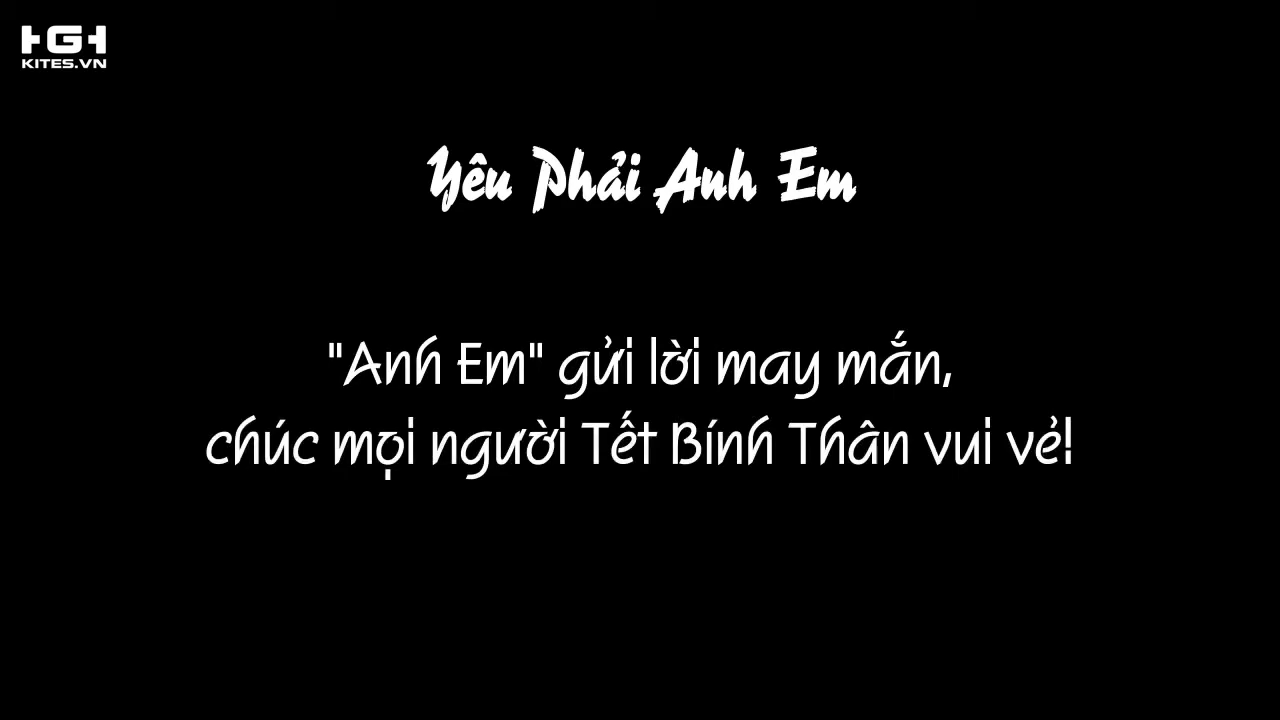 HGH
KITES.VN
Yêu Phải Anh Em
"Anh Em" gửi lời may mắn,
chúc mọi người Tết Bính Thân vui vẻ!